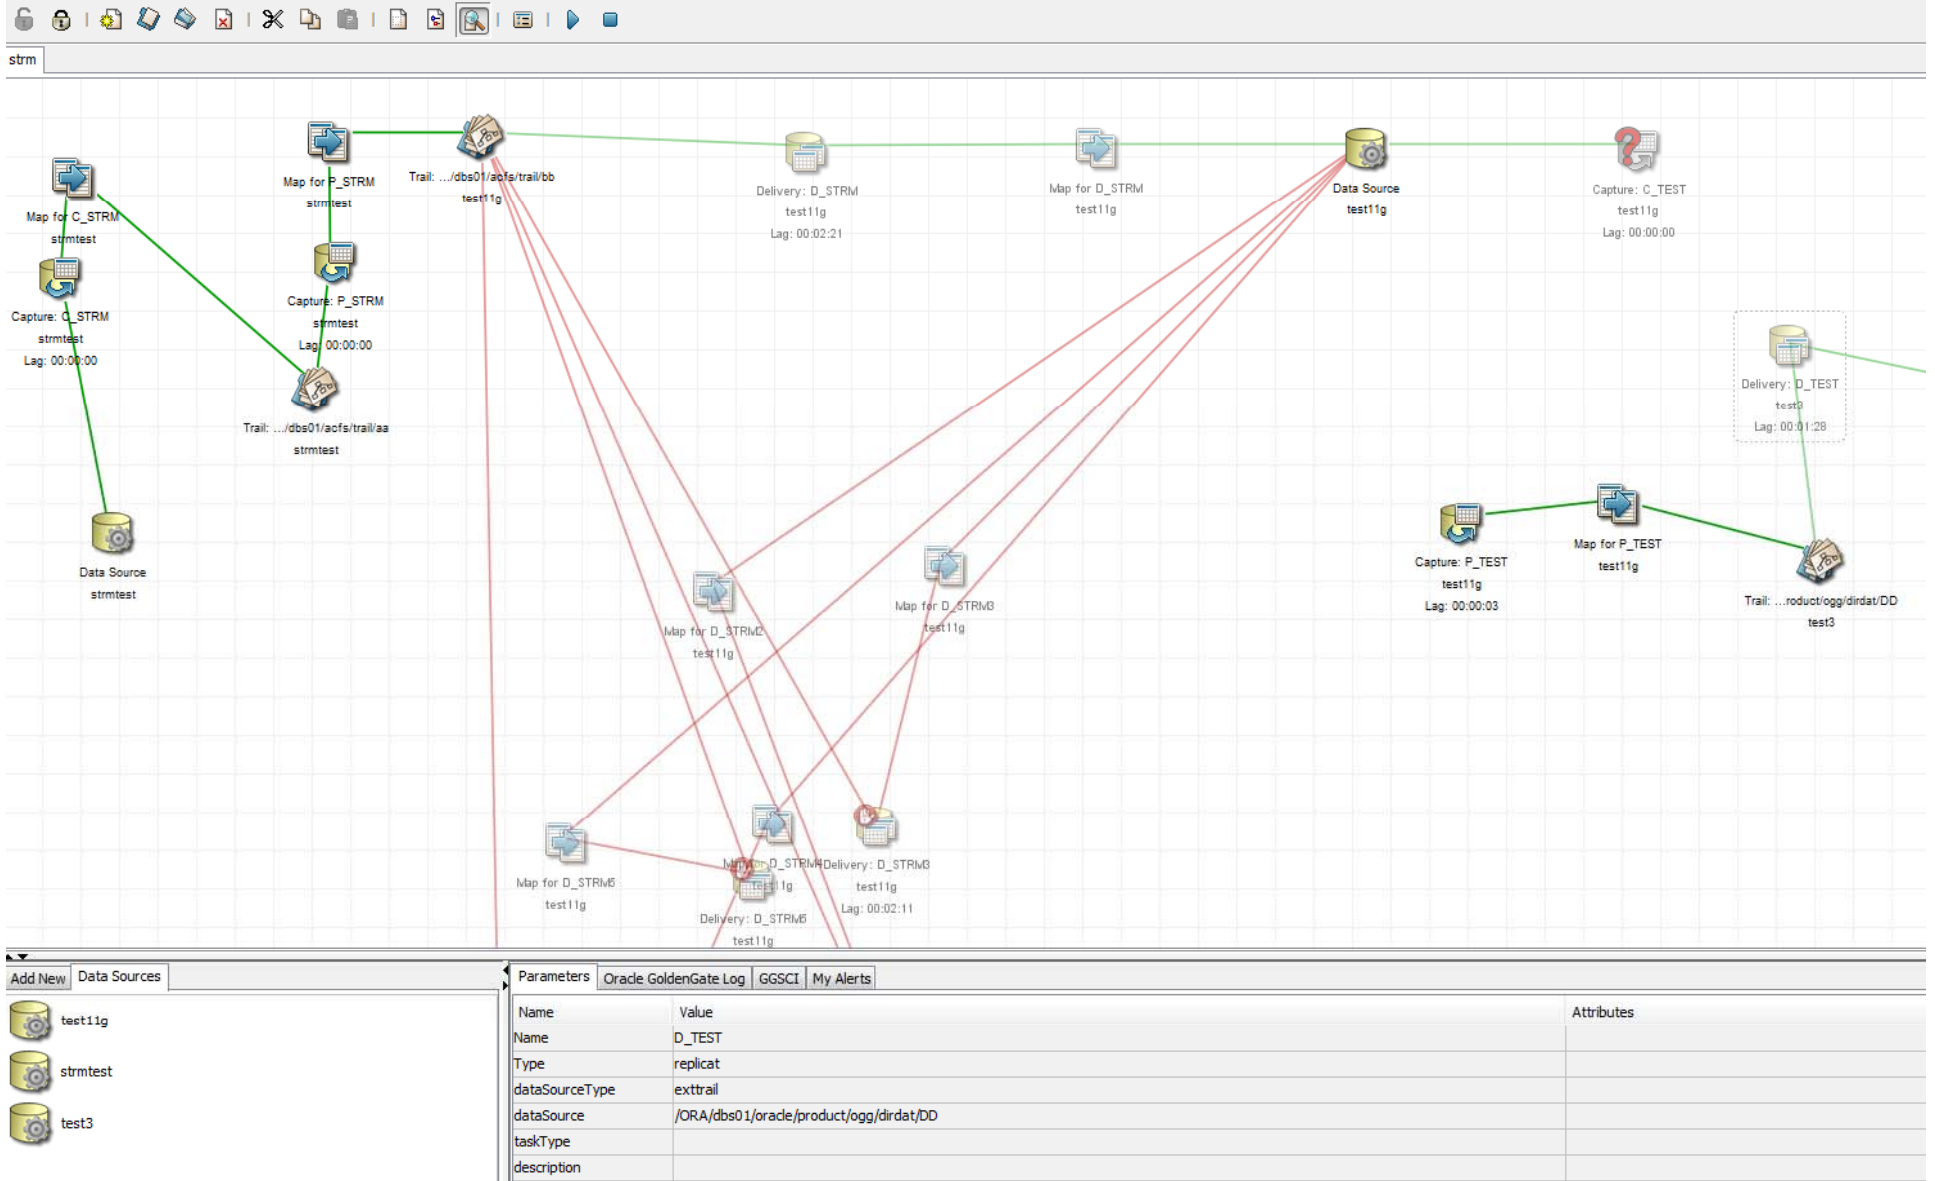 strm
Map for P_STRM
strmtest
Trail: .../dbs01/acfs/trail/bb
test11g
Delivery: D_STRM
test11g
Lag: 00:02:21
Map for D_STRM
test11g
Data Source
test11g
Capture: C_TEST
test11g
Lag: 00:00:00
Map for C_STRM
strmtest
Capture: C_STRM
strmtest
Lag: 00:00:00
Capture: P_STRM
strmtest
Lag: 00:00:00
Trail: .../dbs01/acfs/trail/aa
strmtest
Data Source
strmtest
Delivery: D_TEST
test3
Lag: 00:01:28
Capture: P_TEST
test11g
Lag: 00:00:03
Map for P_TEST
test11g
Trail: ...roduct/ogg/dirdat/DD
test3
Map for D_STRM2
test11g
Map for D_STRM3
test11g
Map for D_STRM5
test11g
Map for D_STRM4
test11g
Delivery: D_STRM3
test11g
Lag: 00:02:11
Delivery: D_STRM5
test11g
Add New
Data Sources
test11g
strmtest
test3
Parameters
Oracle GoldenGate Log
GGSCI
My Alerts
Name Value Attributes
Name D_TEST
Type replicat
dataSourceType exttrail
dataSource /ORA/dbs01/oracle/product/ogg/dirdat/DD
taskType
description